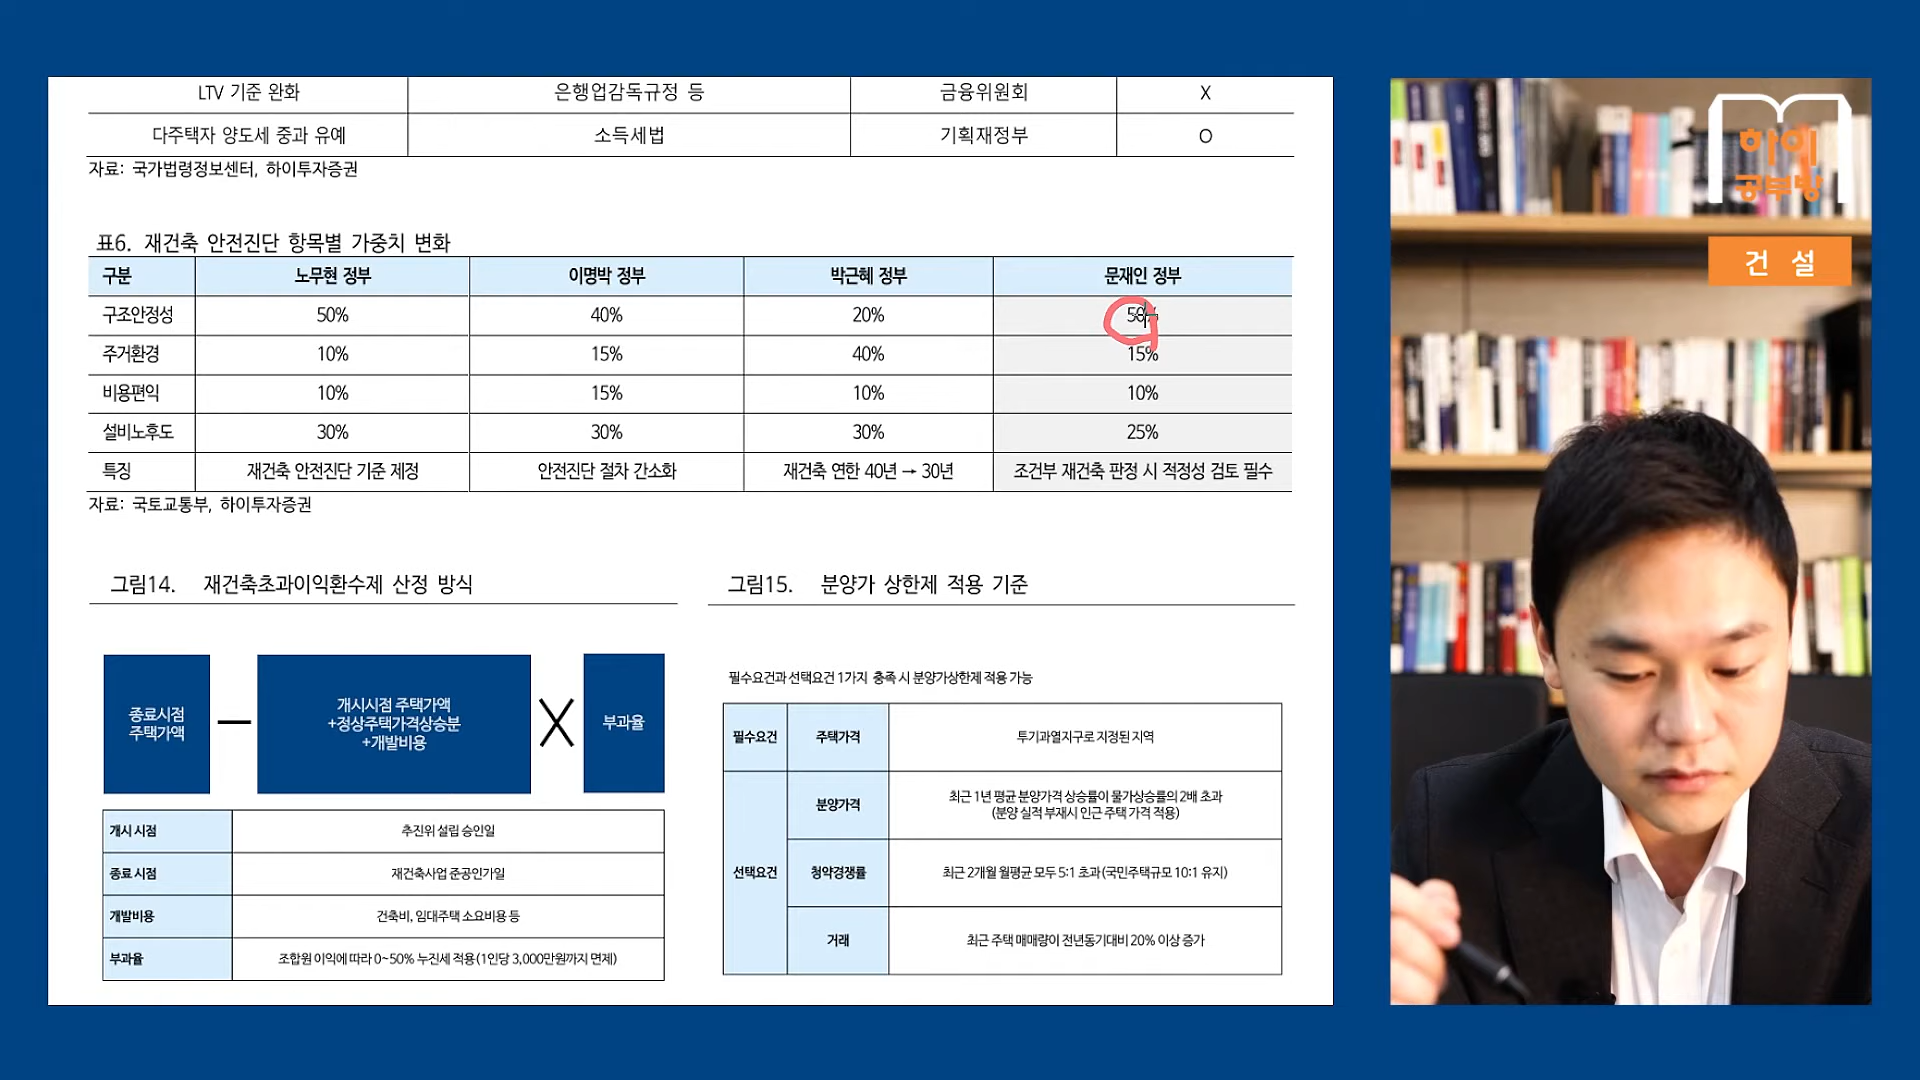 LTV 기준 완화 은행업감독규정 등 금융위원회 X
다주택자 양도세 중과 유예 소득세법 기획재정부 O
자료: 국가법령정보센터, 하이투자증권
표6. 재건축 안전진단 항목별 가중치 변화
구분 노무현 정부 이명박 정부 박근혜 정부 문재인 정부
구조안정성 50% 40% 20% 50%
주거환경 10% 15% 40% 15%
비용편익 10% 15% 10% 10%
설비노후도 30% 30% 30% 25%
특징 재건축 안전진단 기준 제정 안전진단 절차 간소화 재건축 연한 40년 → 30년 조건부 재건축 판정 시 적정성 검토 필수
자료: 국토교통부, 하이투자증권
그림14. 재건축초과이익환수제 산정 방식
종료시점
주택가액
—
개시시점 주택가액
+정상주택가격상승분
+개발비용
X
부과율
개시 시점 추진위 설립 승인일
종료 시점 재건축사업 준공인가일
개발비용 건축비, 임대주택 소요비용 등
부과율 조합원 이익에 따라 0~50% 누진세 적용(1인당 3,000만원까지 면제)
그림15. 분양가 상한제 적용 기준
필수요건과 선택요건 1가지 충족 시 분양가상한제 적용 가능
필수요건 주택가격 투기과열지구로 지정된 지역
선택요건
분양가격 최근 1년 평균 분양가격 상승률이 물가상승률의 2배 초과
(분양 실적 부재시 인근 주택 가격 적용)
청약경쟁률 최근 2개월 월평균 모두 5:1 초과(국민주택규모 10:1 유지)
거래 최근 주택 매매량이 전년동기대비 20% 이상 증가
하이
공부방
건 설